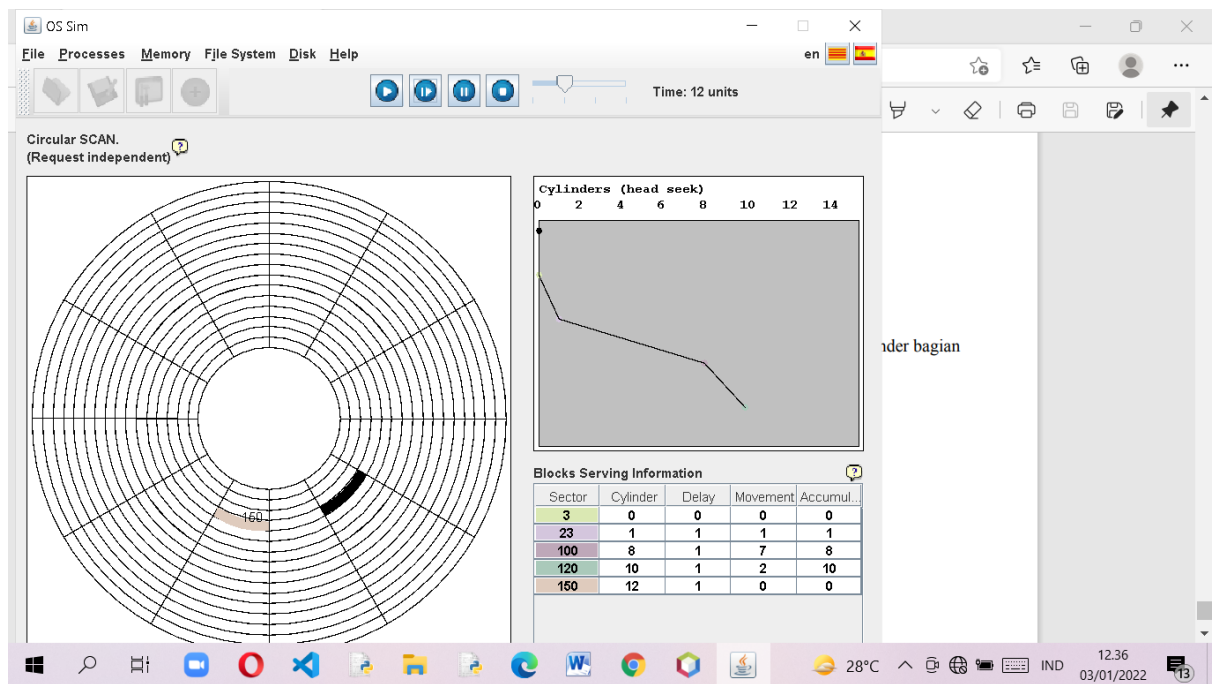 OS Sim
File Processes Memory File System Disk Help en
Time: 12 units
Circular SCAN.
(Request independent)
Cylinders (head seek)
0 2 4 6 8 10 12 14
150
nder bagian
Blocks Serving Information
Sector Cylinder Delay Movement Accumul...
3 0 0 0 0
23 1 1 1 1
100 8 1 7 8
120 10 1 2 10
150 12 1 0 0
28°C IND 12.36
03/01/2022 13